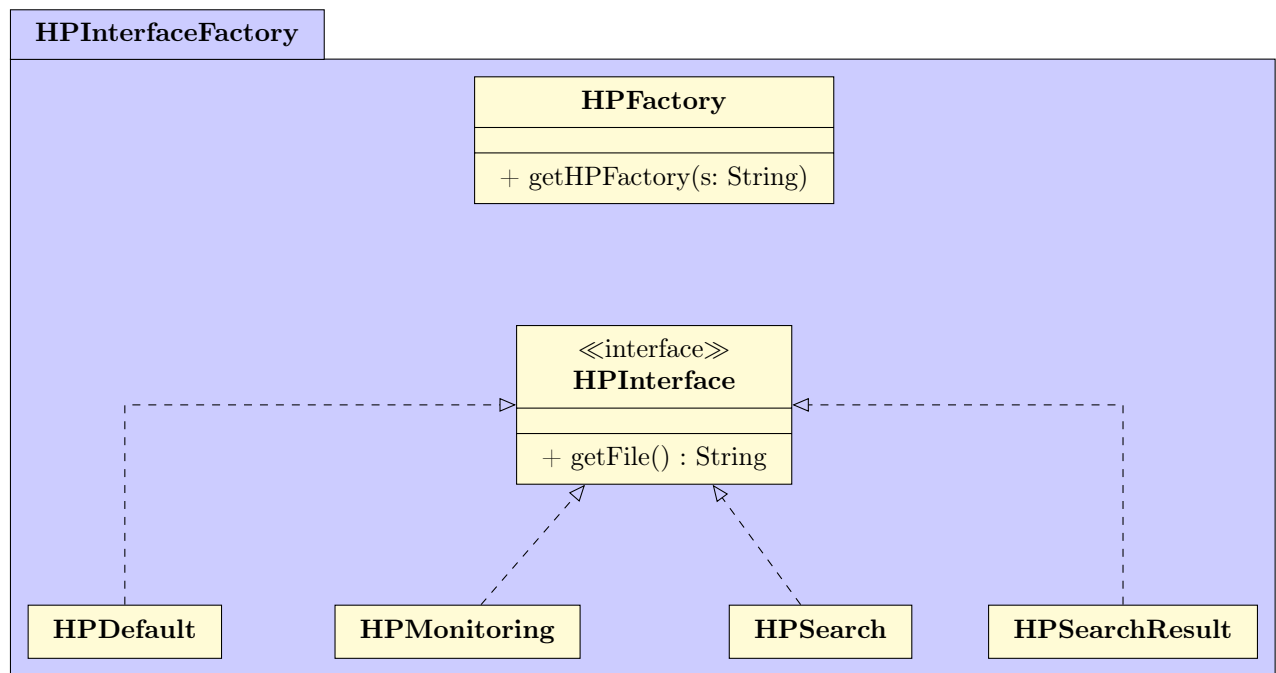 HPInterfaceFactory
HPFactory
+ getHPFactory(s: String)
≪interface≫
HPInterface
+ getFile() : String
HPDefault
HPMonitoring
HPSearch
HPSearchResult